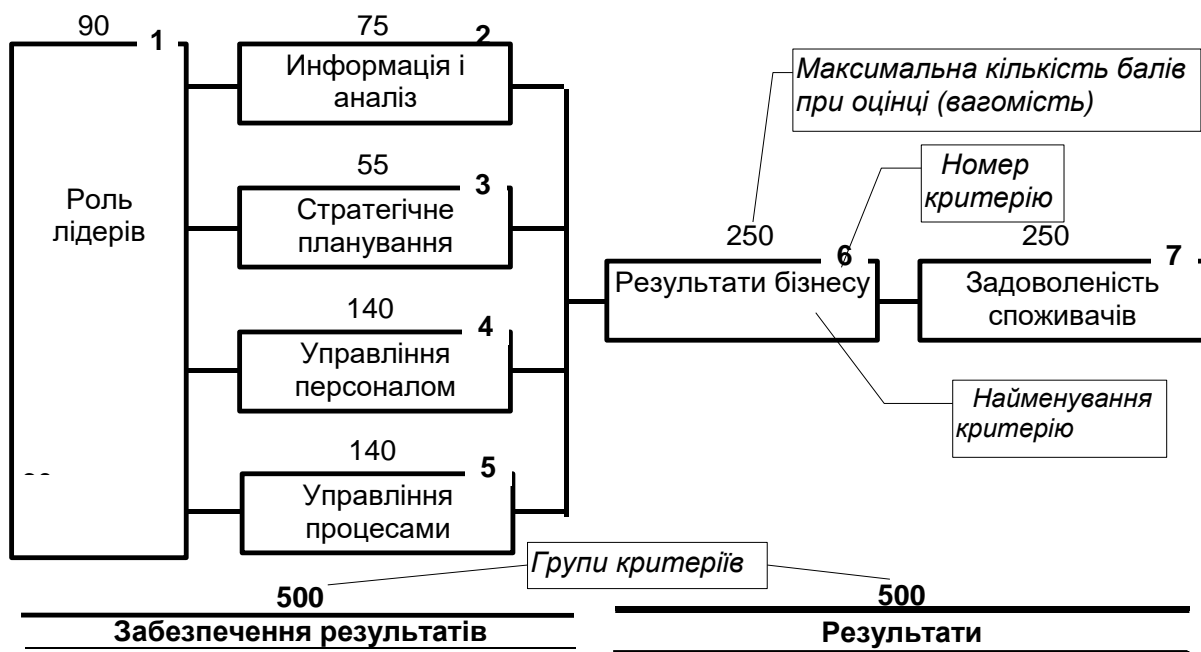 90
1
Роль
лідерів
75
2
Информація і
аналіз
55
3
Стратегічне
планування
140
4
Управління
персоналом
140
5
Управління
процесами
Максимальна кількість балів
при оцінці (вагомість)
Номер
критерію
250
6
Результати бізнесу
250
7
Задоволеність
споживачів
Найменування
критерію
Групи критеріїв
500
Забезпечення результатів
500
Результати